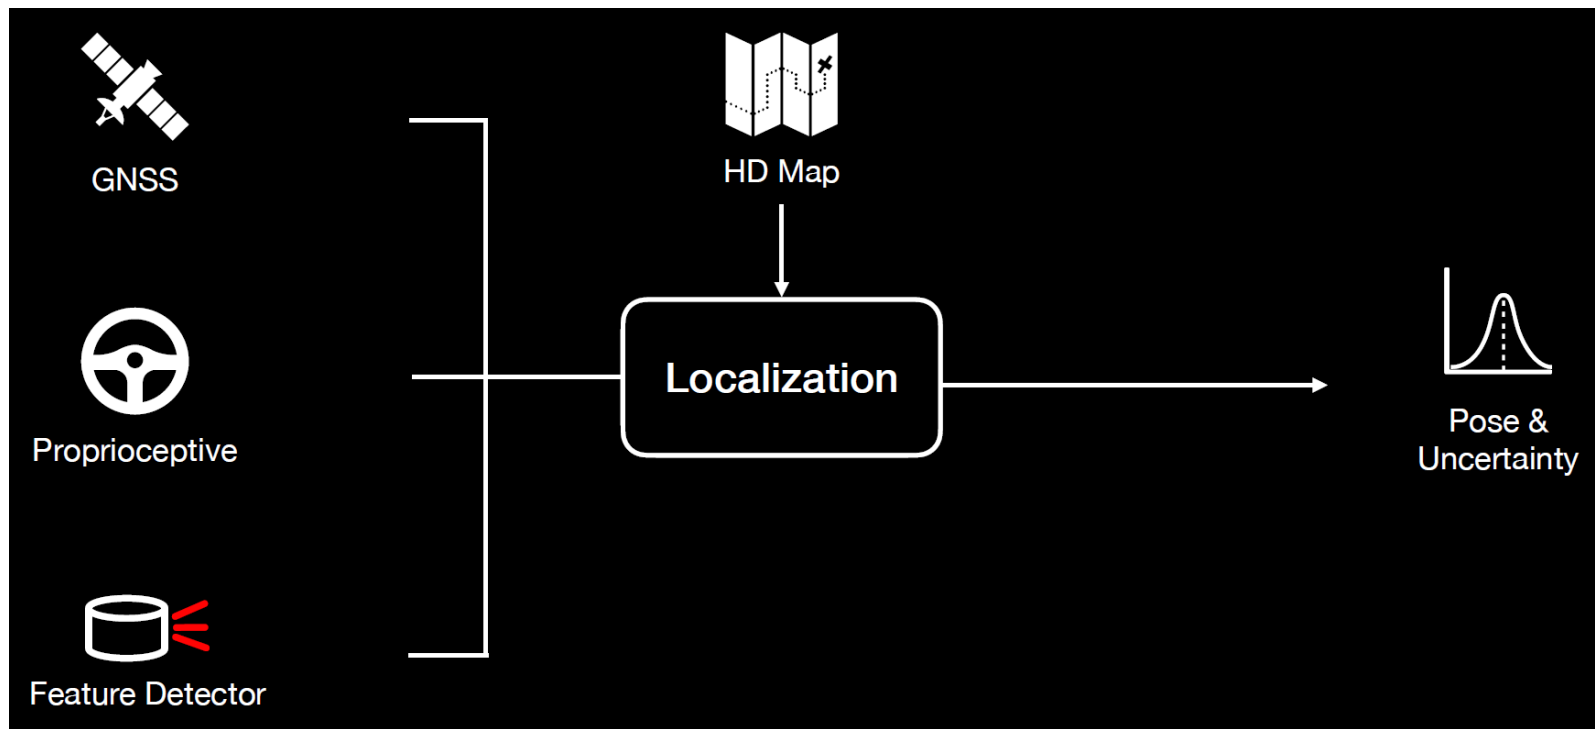 GNSS
HD Map
Proprioceptive
Localization
Pose &
Uncertainty
Feature Detector